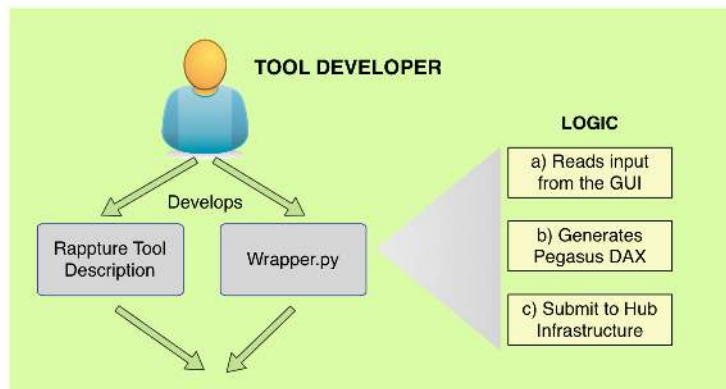 TOOL DEVELOPER
Develops
Rappture Tool
Description
Wrapper.py
LOGIC
a) Reads input
from the GUI
b) Generates
Pegasus DAX
c) Submit to Hub
Infrastructure